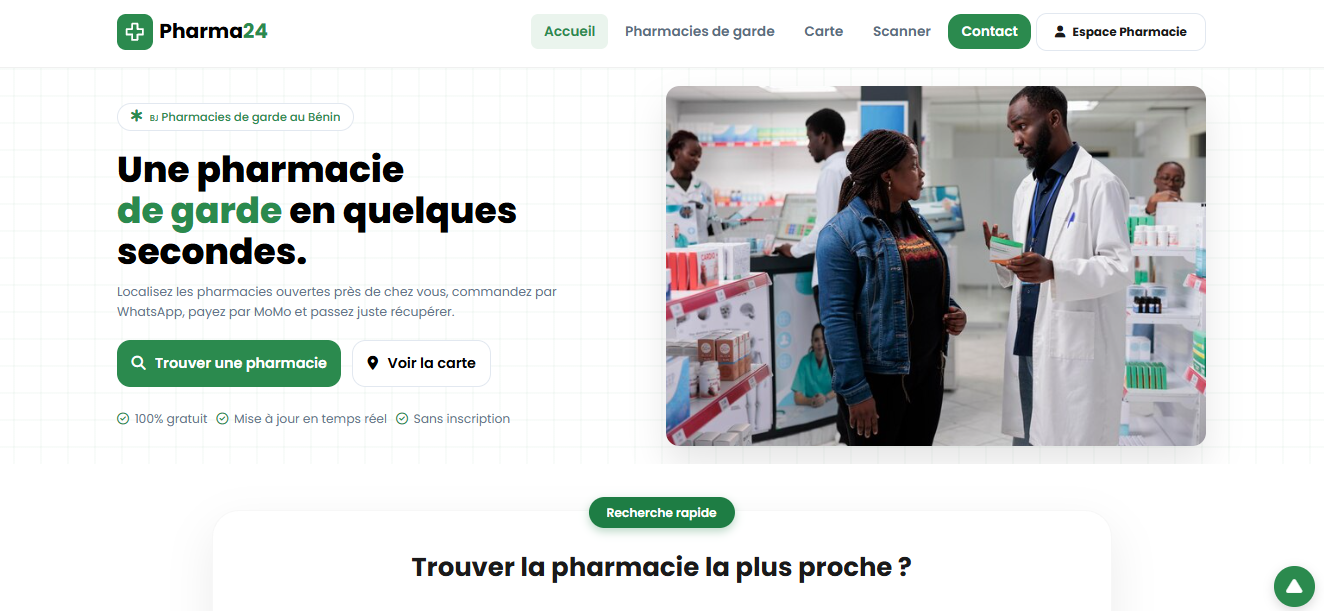 Pharma24
Accueil
Pharmacies de garde
Carte
Scanner
Contact
Espace Pharmacie
BJ Pharmacies de garde au Bénin
Une pharmacie
de garde en quelques
secondes.
Localisez les pharmacies ouvertes près de chez vous, commandez par
WhatsApp, payez par MoMo et passez juste récupérer.
Trouver une pharmacie
Voir la carte
100% gratuit
Mise à jour en temps réel
Sans inscription
Recherche rapide
Trouver la pharmacie la plus proche ?